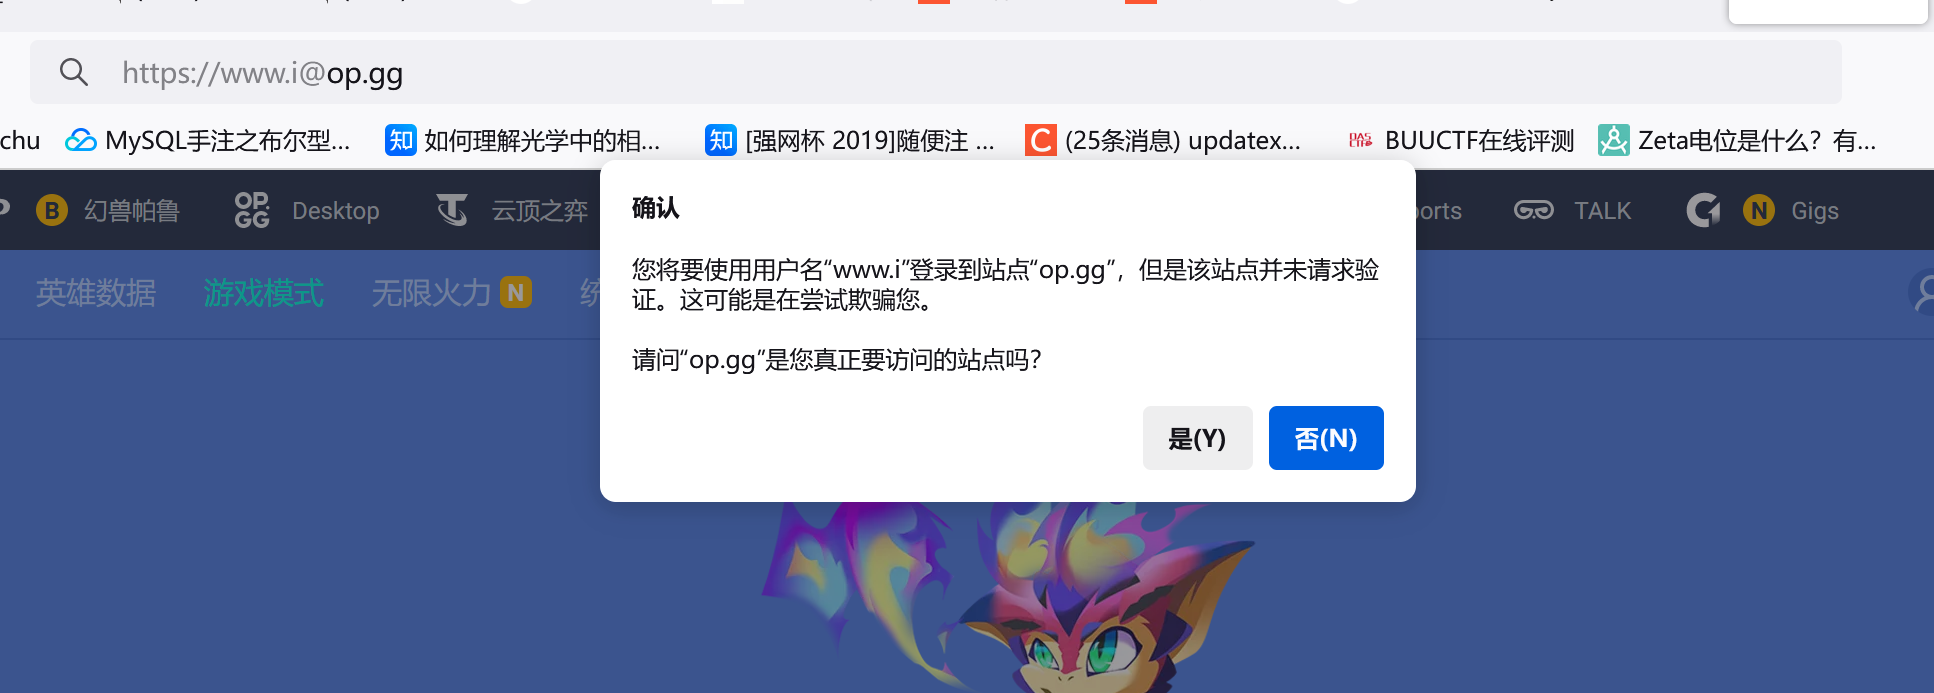 https://www.i@op.gg
chu MySQL手注之布尔型... 知 如何理解光学中的相... 知 [强网杯 2019]随便注 ... C (25条消息) updatex... BUUCTF在线评测 Zeta电位是什么？有...
B 幻兽帕鲁 OP.GG Desktop 云顶之弈 orts TALK G N Gigs
英雄数据 游戏模式 无限火力 N 统
确认
您将要使用用户名“www.i”登录到站点“op.gg”，但是该站点并未请求验
证。这可能是在尝试欺骗您。
请问“op.gg”是您真正要访问的站点吗？
是(Y) 否(N)